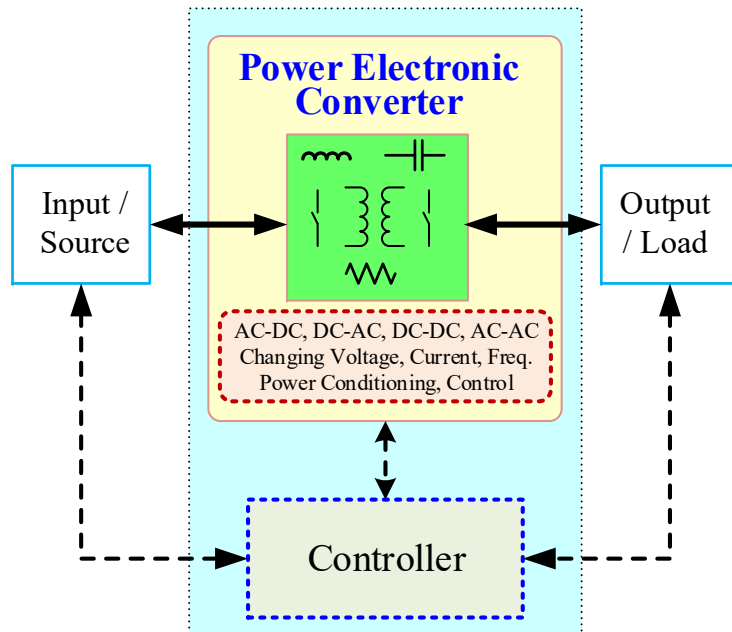 Power Electronic
Converter
Input /
Source
Output
/ Load
AC-DC, DC-AC, DC-DC, AC-AC
Changing Voltage, Current, Freq.
Power Conditioning, Control
Controller